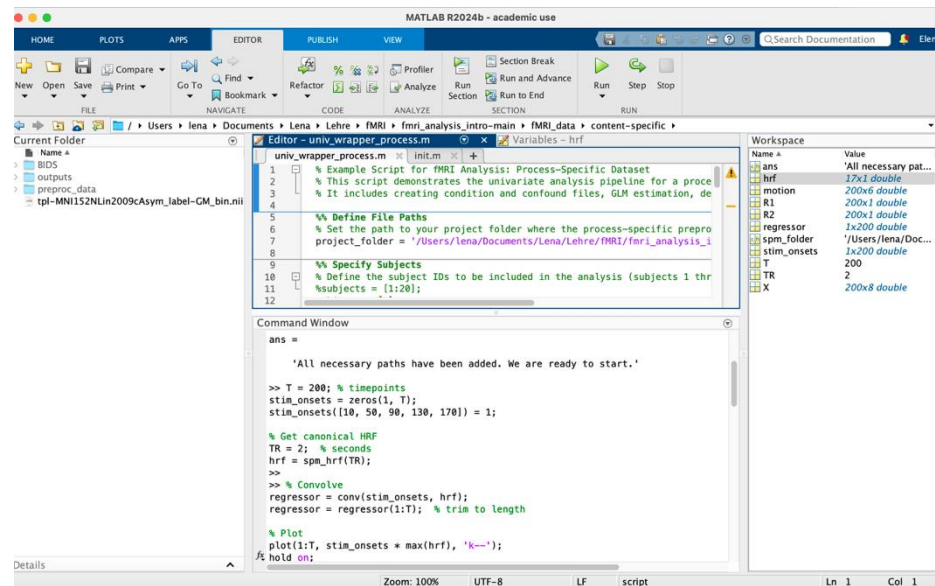 MATLAB R2024b - academic use
HOME PLOTS APPS EDITOR PUBLISH VIEW Search Documentation Eler
New Open Save Compare Print Go To Find Bookmark Refactor Profiler Analyze Run Section Section Break Run and Advance Run to End Run Step Stop
FILE NAVIGATE CODE ANALYZE SECTION RUN
/ Users lena Documents Lena Lehre fMRI fmri_analysis_intro-main fMRI_data content-specific
Current Folder
Name
BIDS
outputs
preproc_data
tpl-MNI152NLin2009cAsym_label-GM_bin.nii
Details
Editor - univ_wrapper_process.m Variables - hrf
univ_wrapper_process.m init.m +
1 % Example Script for fMRI Analysis: Process-Specific Dataset
2 % This script demonstrates the univariate analysis pipeline for a proce
3 % It includes creating condition and confound files, GLM estimation, de
4
5 %% Define File Paths
6 % Set the path to your project folder where the process-specific prepro
7 project_folder = '/Users/lena/Documents/Lena/Lehre/fMRI/fmri_analysis_i
8
9 %% Specify Subjects
10 % Define the subject IDs to be included in the analysis (subjects 1 thr
11 %subjects = [1:20];
12
Command Window
ans =
'All necessary paths have been added. We are ready to start.'
>> T = 200; % timepoints
stim_onsets = zeros(1, T);
stim_onsets([10, 50, 90, 130, 170]) = 1;
% Get canonical HRF
TR = 2; % seconds
hrf = spm_hrf(TR);
>>
>> % Convolve
regressor = conv(stim_onsets, hrf);
regressor = regressor(1:T); % trim to length
% Plot
plot(1:T, stim_onsets * max(hrf), 'k--');
fx hold on;
Workspace
Name Value
ans 'All necessary pat...
hrf 17x1 double
motion 200x6 double
R1 200x1 double
R2 200x1 double
regressor 1x200 double
spm_folder '/Users/lena/Doc...
stim_onsets 1x200 double
T 200
TR 2
X 200x8 double
Zoom: 100% UTF-8 LF script Ln 1 Col 1